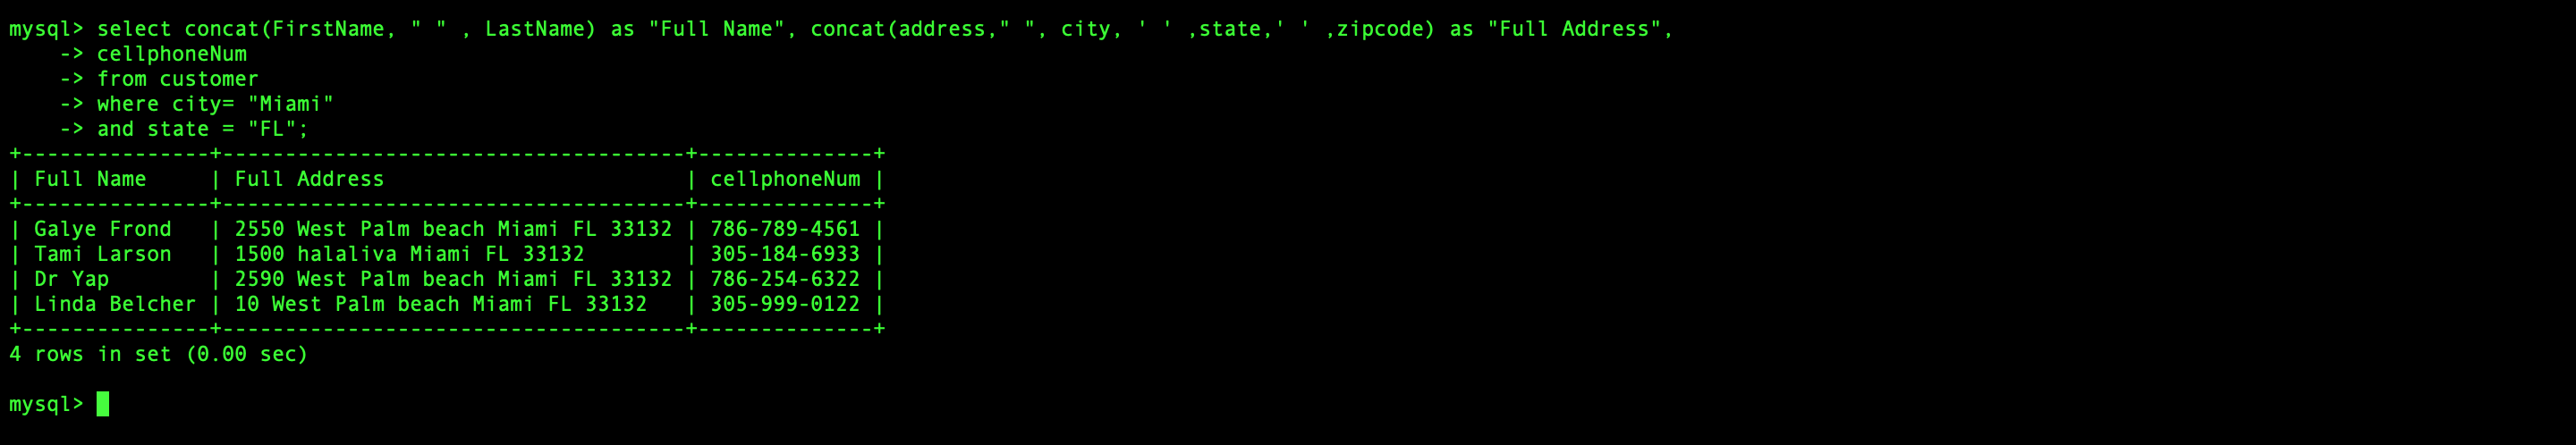 mysql> select concat(FirstName, " " , LastName) as "Full Name", concat(address," ", city, ' ' ,state,' ' ,zipcode) as "Full Address",
    -> cellphoneNum
    -> from customer
    -> where city= "Miami"
    -> and state = "FL";
+---------------+-------------------------------------+--------------+
| Full Name     | Full Address                        | cellphoneNum |
+---------------+-------------------------------------+--------------+
| Galye Frond   | 2550 West Palm beach Miami FL 33132 | 786-789-4561 |
| Tami Larson   | 1500 halaliva Miami FL 33132        | 305-184-6933 |
| Dr Yap        | 2590 West Palm beach Miami FL 33132 | 786-254-6322 |
| Linda Belcher | 10 West Palm beach Miami FL 33132   | 305-999-0122 |
+---------------+-------------------------------------+--------------+
4 rows in set (0.00 sec)
mysql>